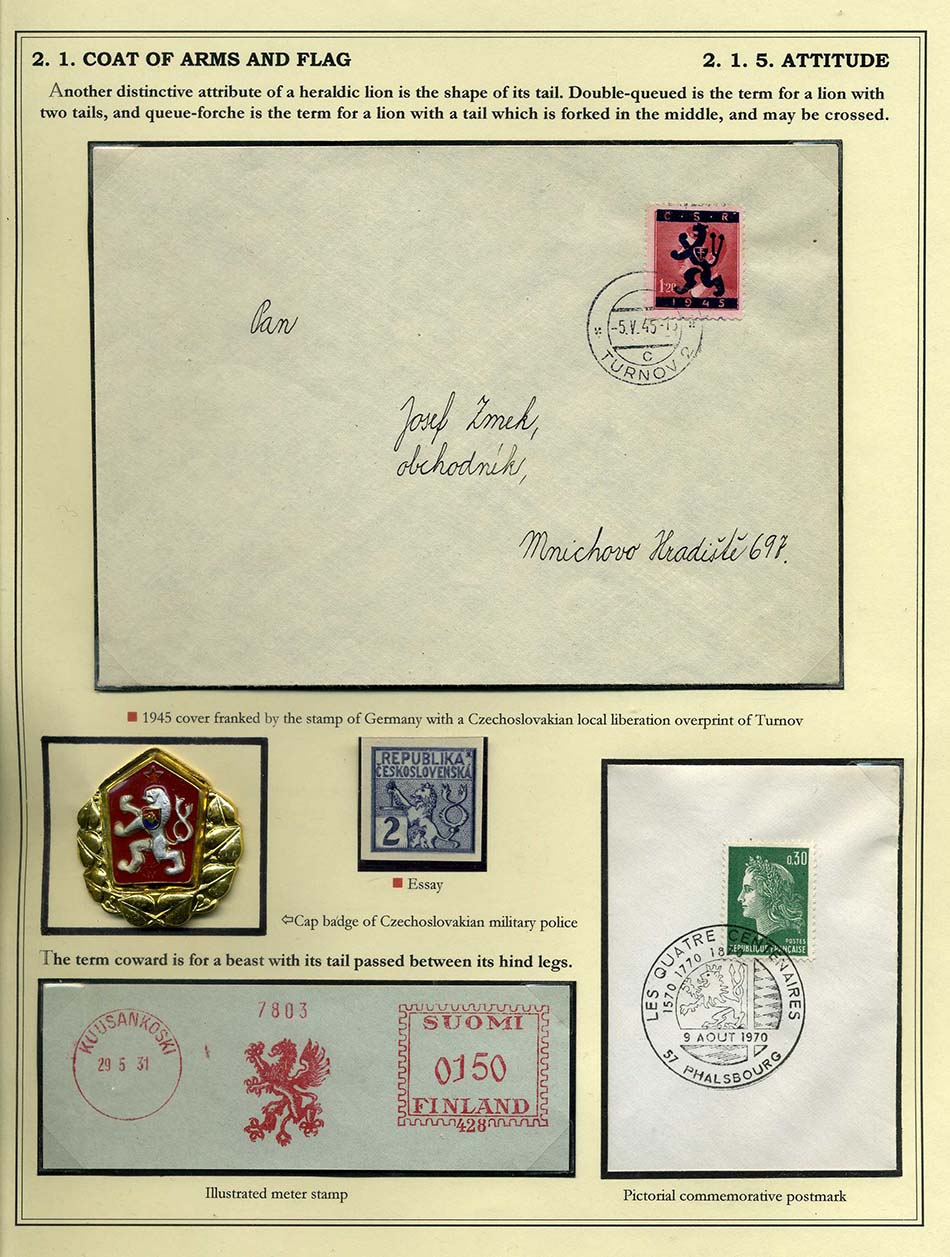 2. 1. COAT OF ARMS AND FLAG
2. 1. 5. ATTITUDE
Another distinctive attribute of a heraldic lion is the shape of its tail. Double-queued is the term for a lion with
two tails, and queue-forche is the term for a lion with a tail which is forked in the middle, and may be crossed.
Č · S · R
1·20
1945
-5.V.45-
C
TURNOV 2
Pan
Josef Zmek,
obchodník,
Mnichovo Hradiště 697.
1945 cover franked by the stamp of Germany with a Czechoslovakian local liberation overprint of Turnov
REPUBLIKA
ČESKOSLOVENSKÁ
2
Essay
⇦Cap badge of Czechoslovakian military police
The term coward is for a beast with its tail passed between its hind legs.
KUUSANKOSKI
29 5 31
7803
SUOMI
0150
FINLAND
428
Illustrated meter stamp
0,30
POSTES
REPUBLIQUE FRANÇAISE
LES QUATRE CENTENAIRES
1570 1770 1870
9 AOUT 1970
57 PHALSBOURG
Pictorial commemorative postmark